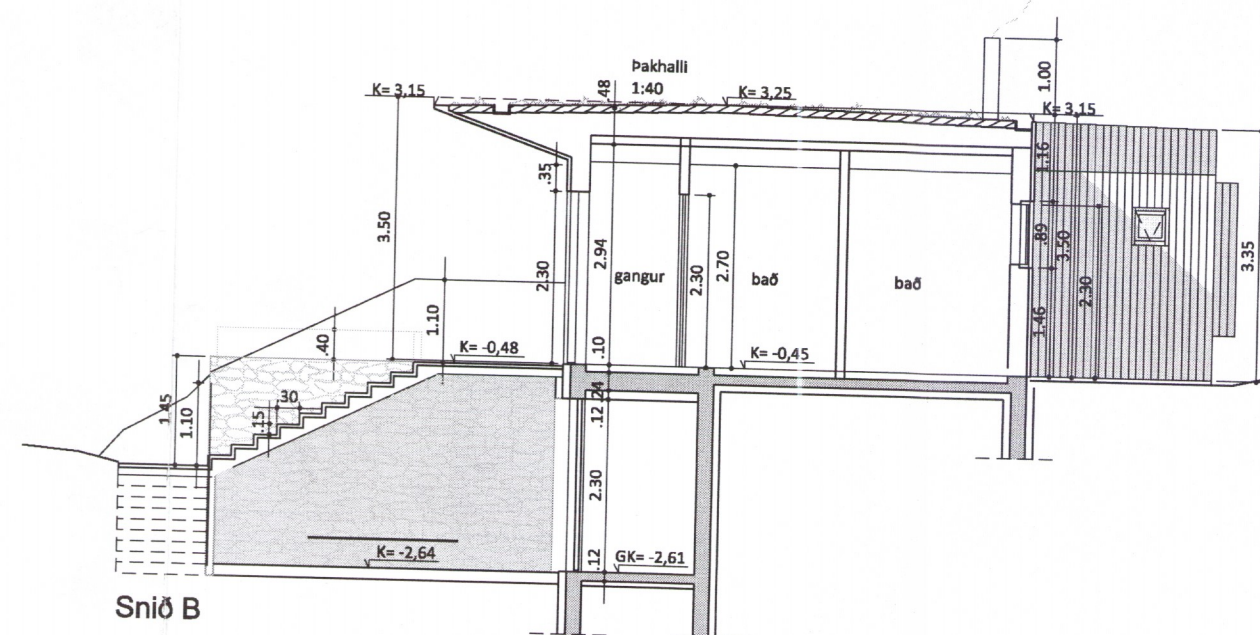 1.00
Þakhalli
1:40
.48
K= 3,15
K= 3,25
K= 3,15
1.16
.35
3.50
2.94
2.30
gangur
2.30
2.70
bað
bað
.89
3.50
2.30
1.46
3.35
1.10
.40
K= -0,48
.10
K= -0,45
1.45
1.10
.30
.15
.24
.12
2.30
K= -2,64
.12
GK= -2,61
Snið B